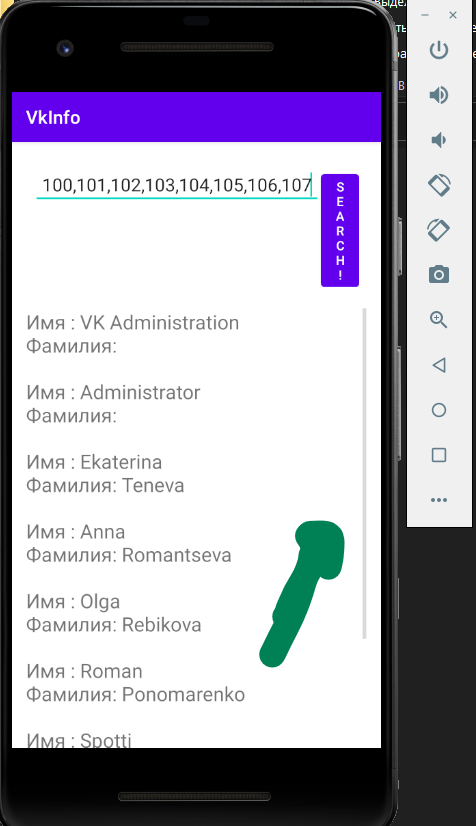 выде
VkInfo
100,101,102,103,104,105,106,107
SEARCH!
Имя : VK Administration
Фамилия:
Имя : Administrator
Фамилия:
Имя : Ekaterina
Фамилия: Teneva
Имя : Anna
Фамилия: Romantseva
Имя : Olga
Фамилия: Rebikova
Имя : Roman
Фамилия: Ponomarenko
Имя : Spotti